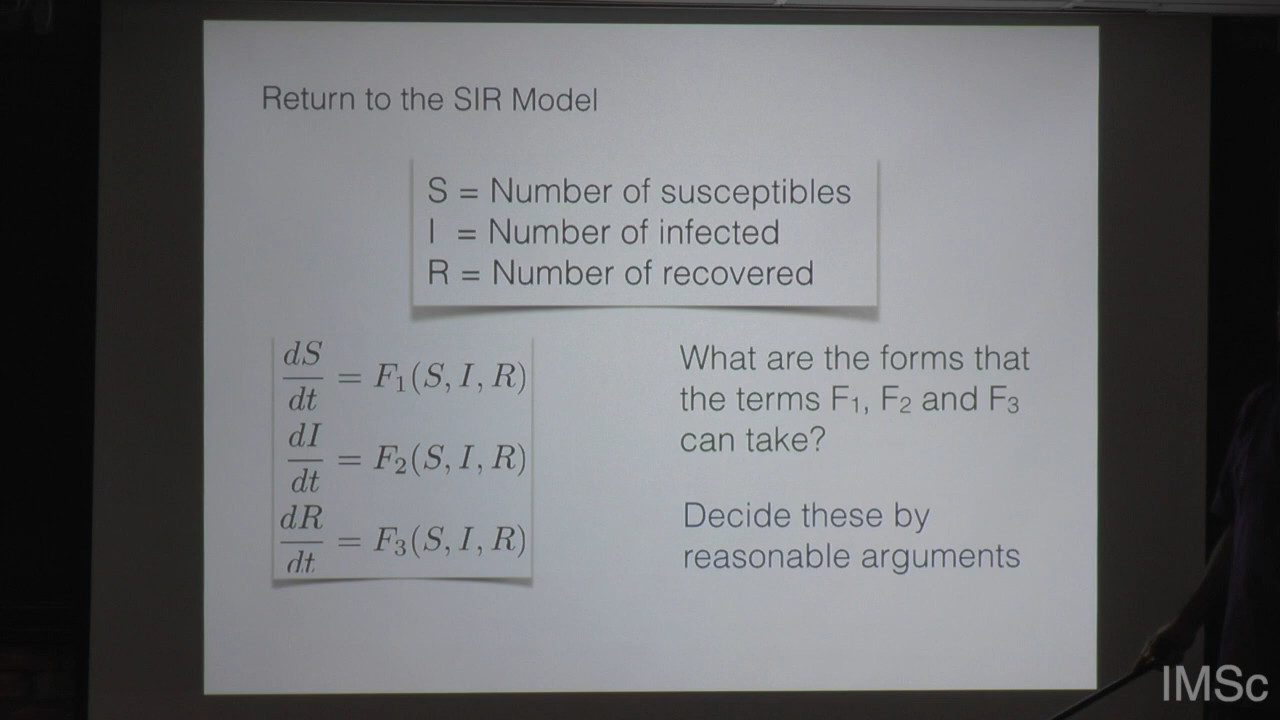 Return to the SIR Model
S = Number of susceptibles
I = Number of infected
R = Number of recovered
dS/dt = F₁(S, I, R)
dI/dt = F₂(S, I, R)
dR/dt = F₃(S, I, R)
What are the forms that
the terms F₁, F₂ and F₃
can take?
Decide these by
reasonable arguments
IMSc